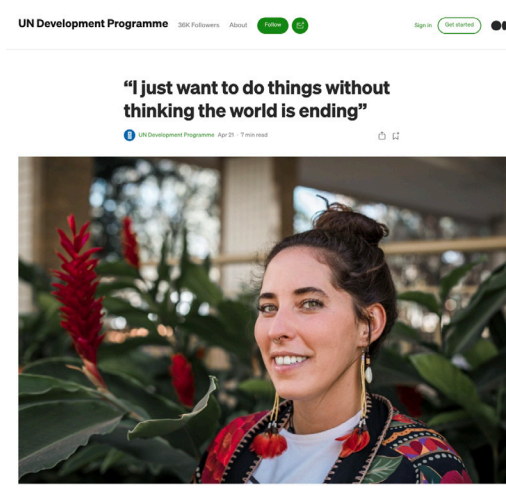 UN Development Programme 36K Followers About Follow Sign in Get started
“I just want to do things without
thinking the world is ending”
UN Development Programme Apr 21 · 7 min read